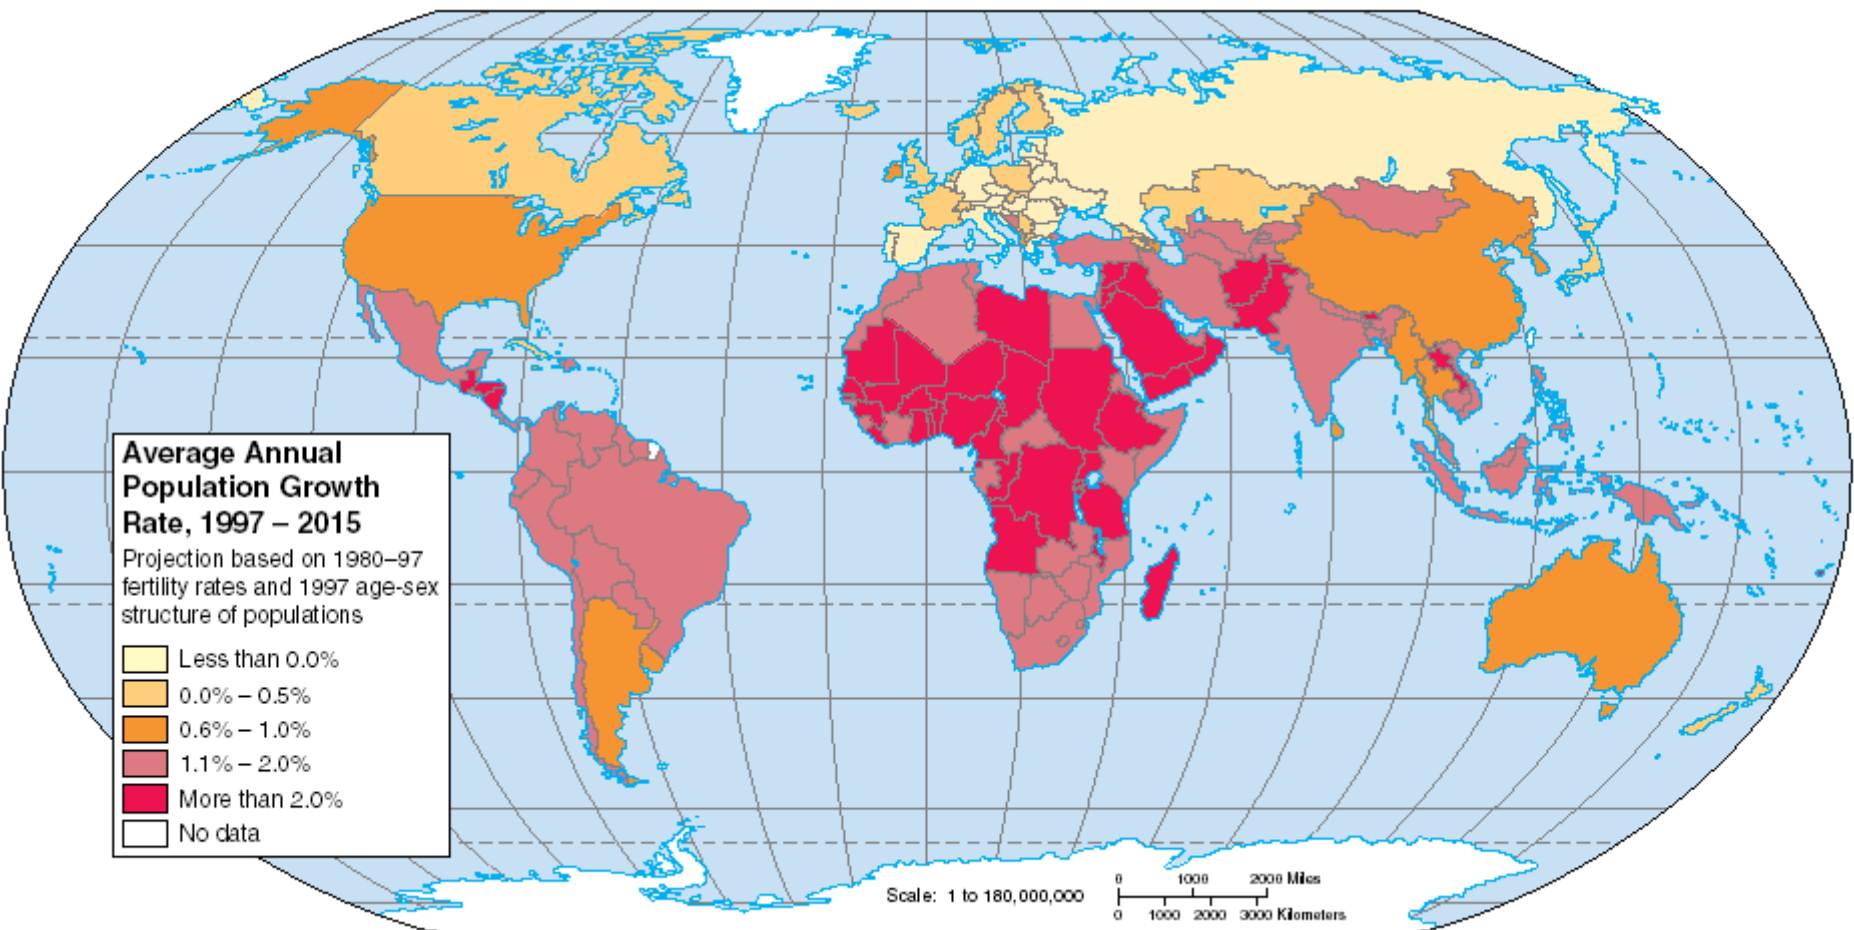 Average Annual
Population Growth
Rate, 1997 – 2015
Projection based on 1980–97
fertility rates and 1997 age-sex
structure of populations
Less than 0.0%
0.0% – 0.5%
0.6% – 1.0%
1.1% – 2.0%
More than 2.0%
No data
Scale: 1 to 180,000,000
0 1000 2000 Miles
0 1000 2000 3000 Kilometers